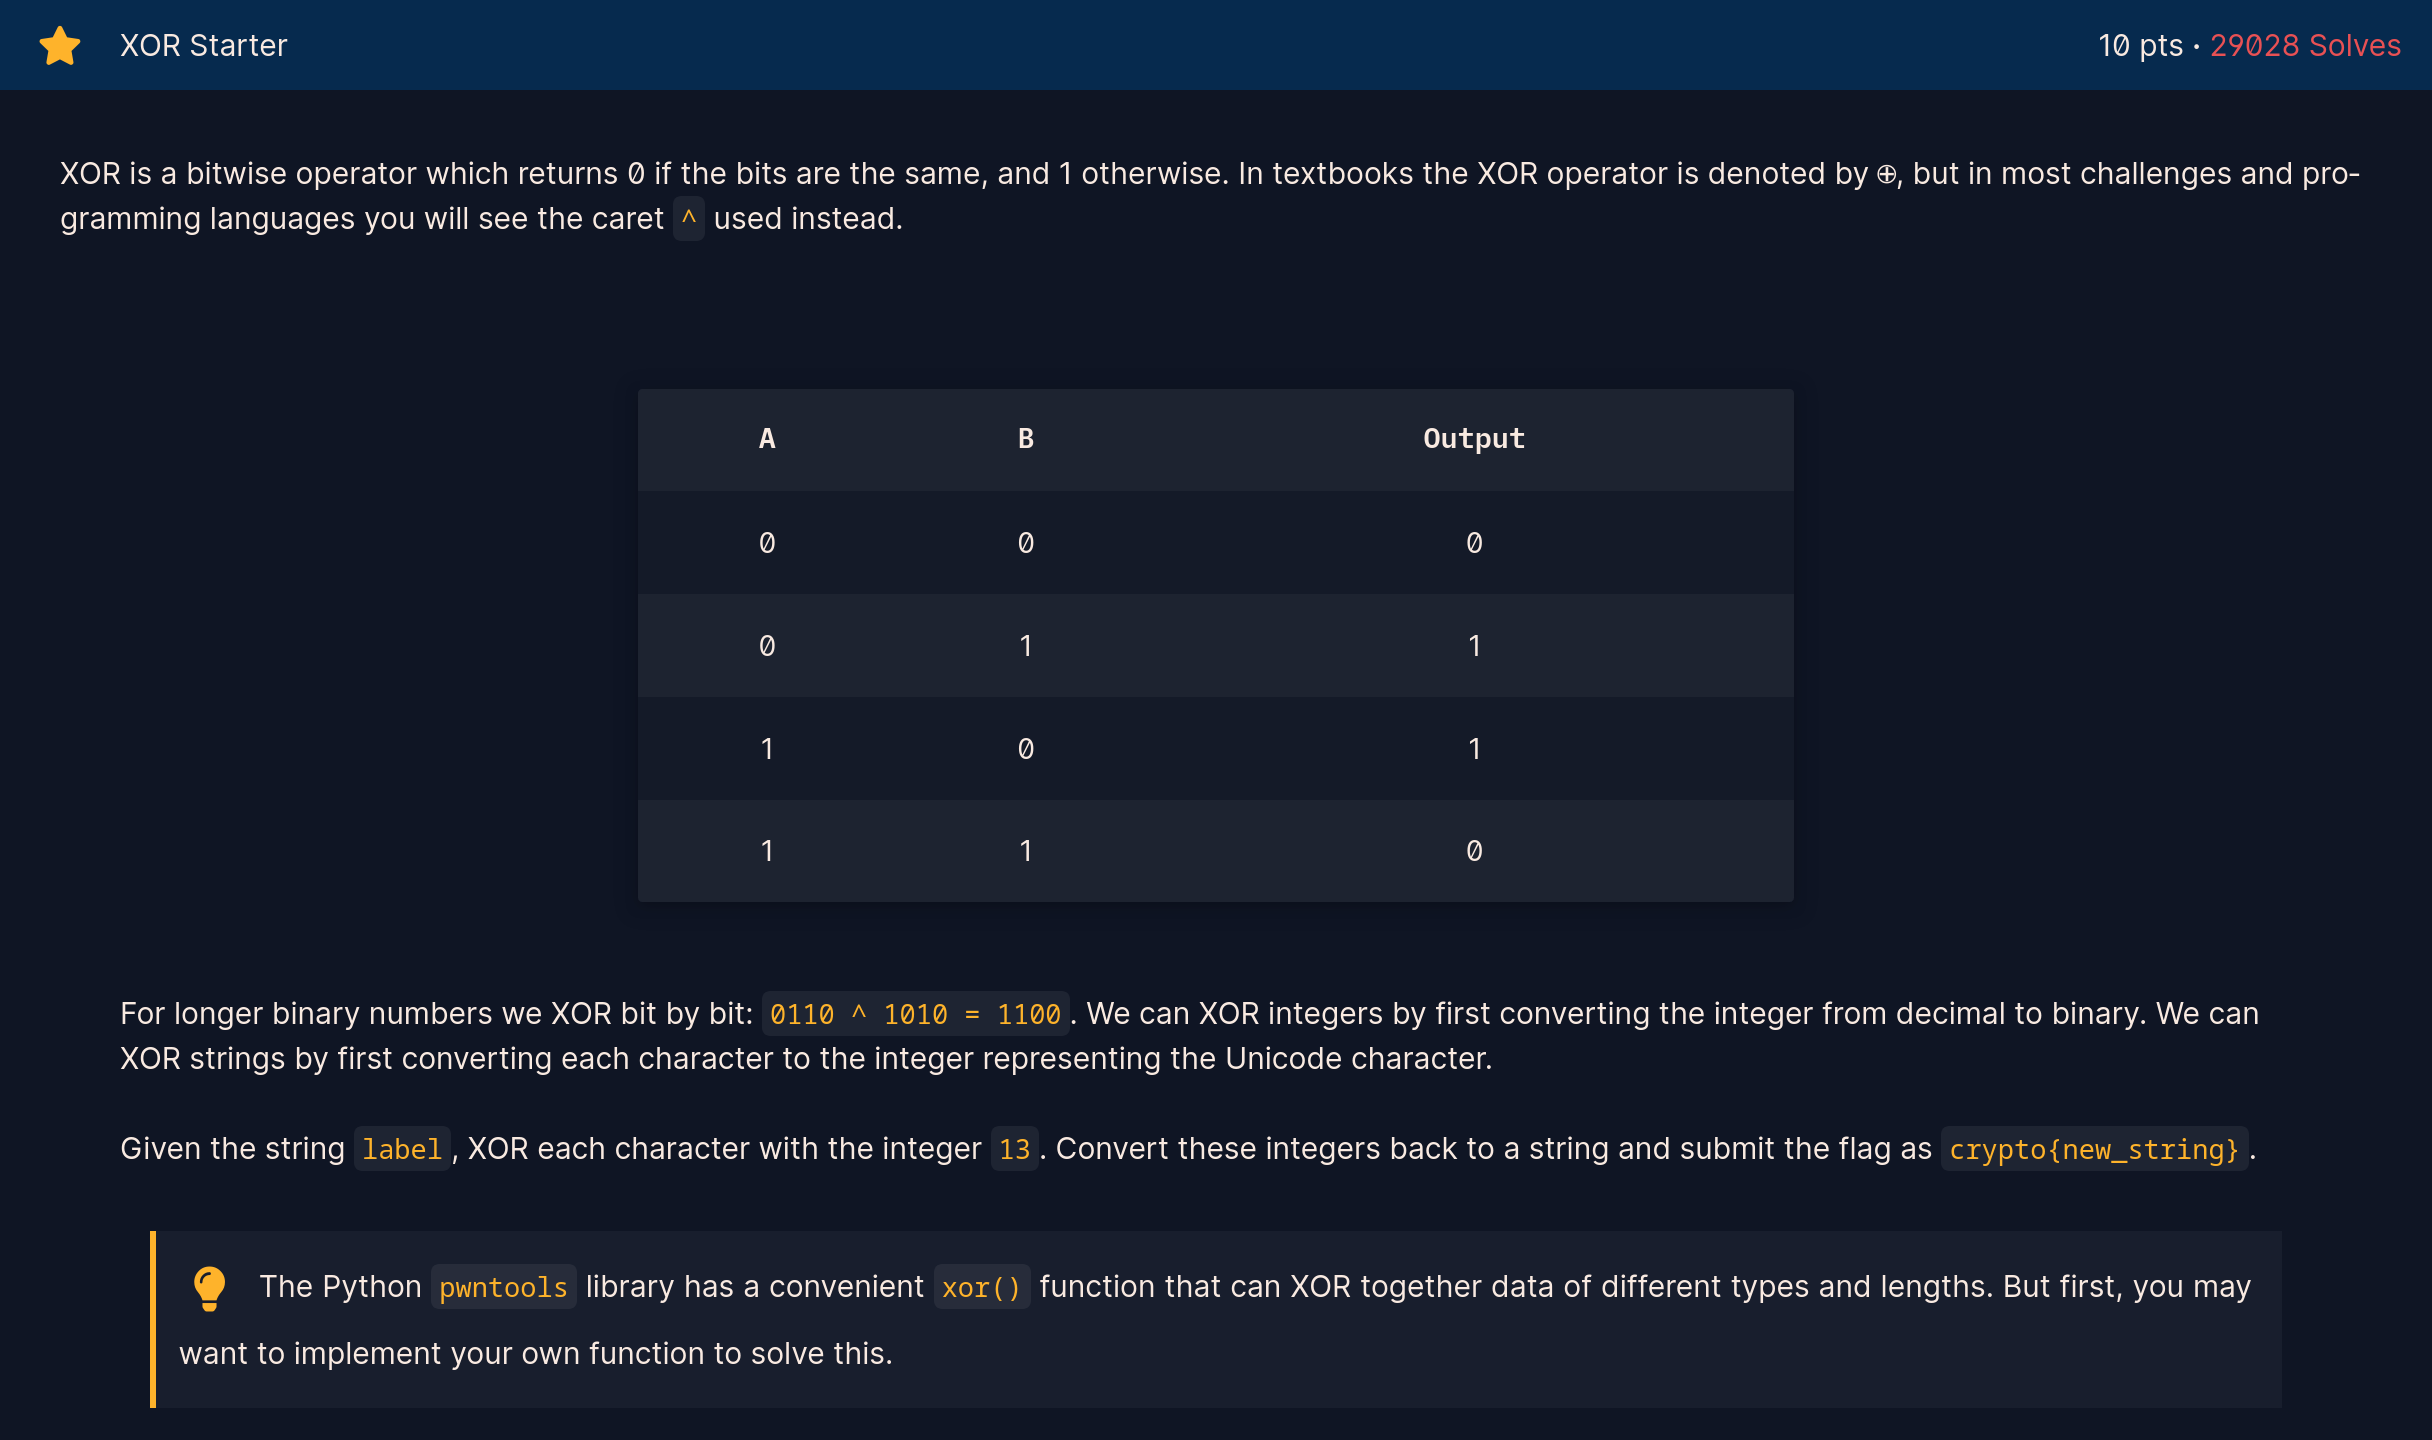 XOR Starter 10 pts · 29028 Solves
XOR is a bitwise operator which returns 0 if the bits are the same, and 1 otherwise. In textbooks the XOR operator is denoted by ⊕, but in most challenges and pro-
gramming languages you will see the caret ^ used instead.
A B Output
0 0 0
0 1 1
1 0 1
1 1 0
For longer binary numbers we XOR bit by bit: 0110 ^ 1010 = 1100. We can XOR integers by first converting the integer from decimal to binary. We can
XOR strings by first converting each character to the integer representing the Unicode character.
Given the string label, XOR each character with the integer 13. Convert these integers back to a string and submit the flag as crypto{new_string}.
The Python pwntools library has a convenient xor() function that can XOR together data of different types and lengths. But first, you may
want to implement your own function to solve this.